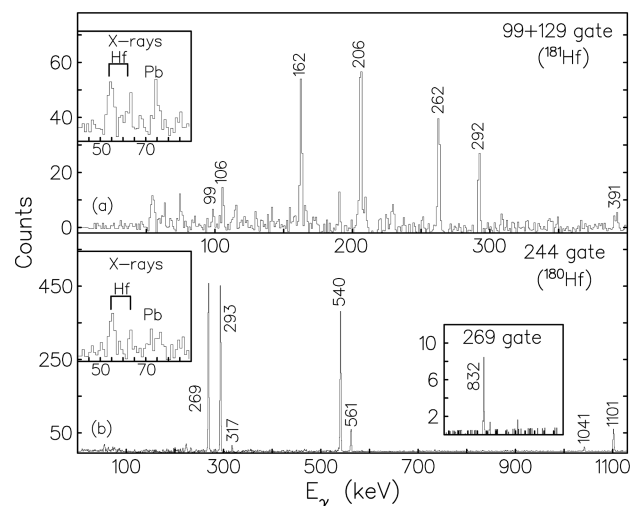 X-rays
Hf
Pb
50
70
99+129 gate
(¹⁸¹Hf)
60
40
20
0
Counts
99
106
162
206
262
292
391
(a)
100
200
300
244 gate
(¹⁸⁰Hf)
X-rays
Hf
Pb
50
70
450
250
50
269
293
317
540
561
1041
1101
269 gate
10
8
6
4
2
832
(b)
100
300
500
700
900
1100
Eγ (keV)